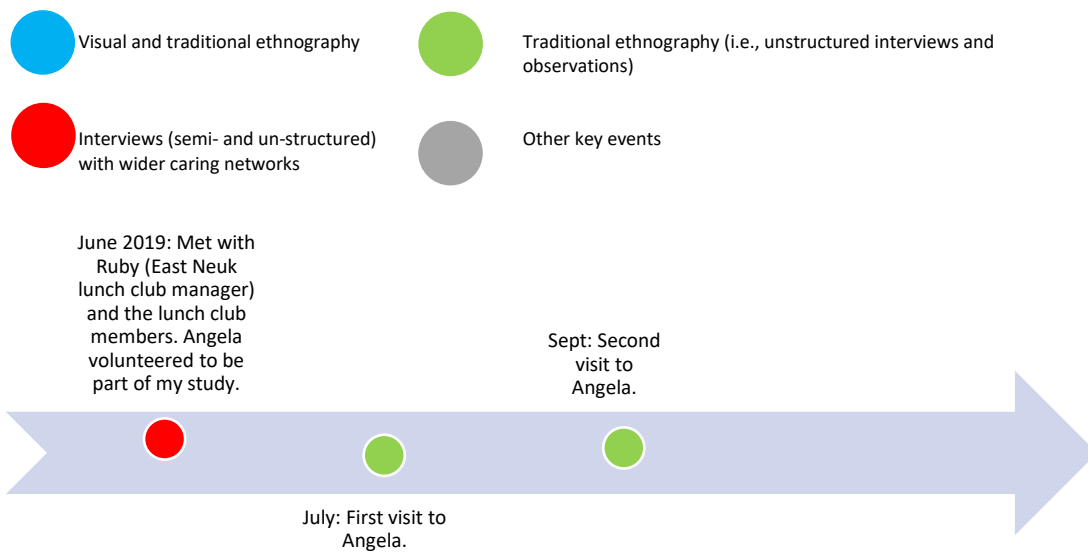 Visual and traditional ethnography
Traditional ethnography (i.e., unstructured interviews and
observations)
Interviews (semi- and un-structured)
with wider caring networks
Other key events
June 2019: Met with
Ruby (East Neuk
lunch club manager)
and the lunch club
members. Angela
volunteered to be
part of my study.
Sept: Second
visit to
Angela.
July: First visit to
Angela.